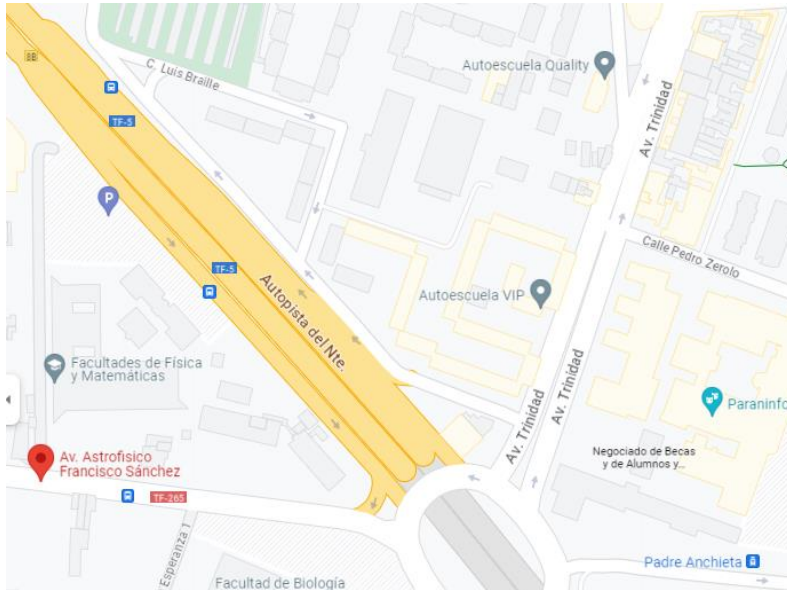 8B
C. Luis Braille
Autoescuela Quality
TF-5
Av. Trinidad
P
Calle Pedro Zerolo
TF-5
Autopista del Nte.
Autoescuela VIP
Facultades de Física
y Matemáticas
Av. Trinidad
Av. Trinidad
Paraninfo
Av. Astrofisico
Francisco Sánchez
Negociado de Becas
y de Alumnos y...
TF-265
Esperanza 1
Padre Anchieta
Facultad de Biología